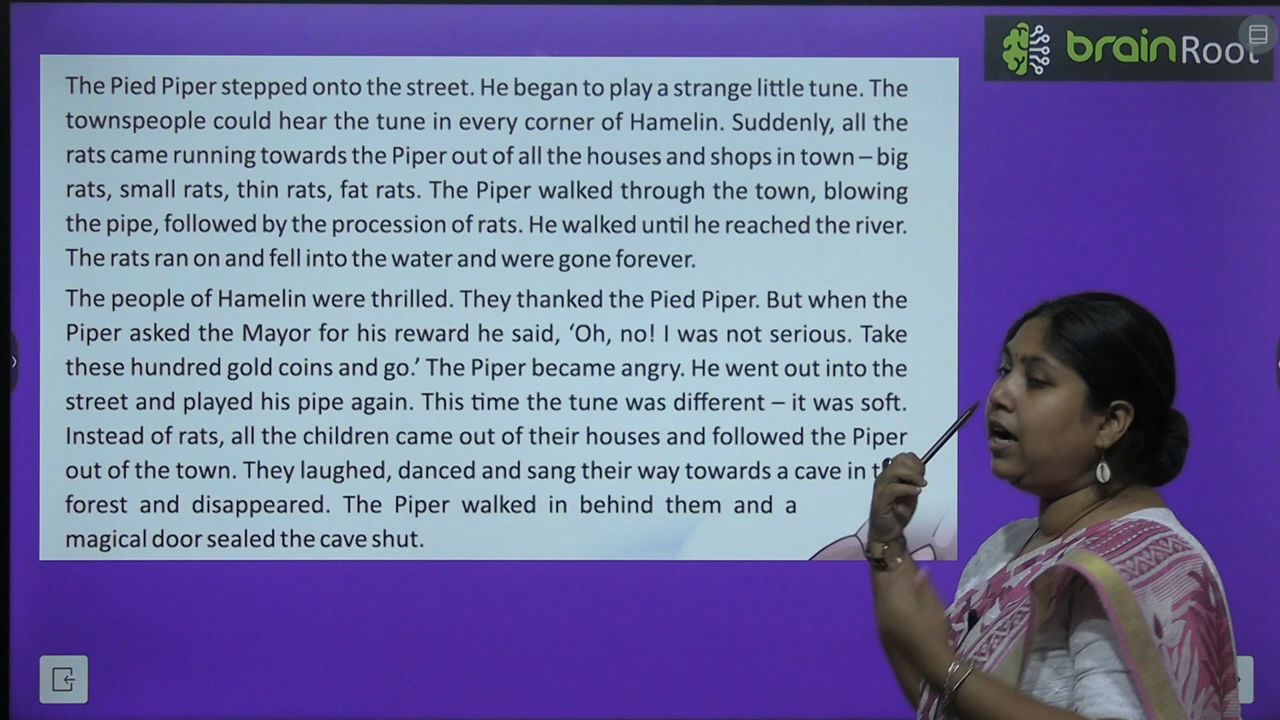 brainRoot
The Pied Piper stepped onto the street. He began to play a strange little tune. The
townspeople could hear the tune in every corner of Hamelin. Suddenly, all the
rats came running towards the Piper out of all the houses and shops in town – big
rats, small rats, thin rats, fat rats. The Piper walked through the town, blowing
the pipe, followed by the procession of rats. He walked until he reached the river.
The rats ran on and fell into the water and were gone forever.
The people of Hamelin were thrilled. They thanked the Pied Piper. But when the
Piper asked the Mayor for his reward he said, ‘Oh, no! I was not serious. Take
these hundred gold coins and go.’ The Piper became angry. He went out into the
street and played his pipe again. This time the tune was different – it was soft.
Instead of rats, all the children came out of their houses and followed the Piper
out of the town. They laughed, danced and sang their way towards a cave in
forest and disappeared. The Piper walked in behind them and a
magical door sealed the cave shut.